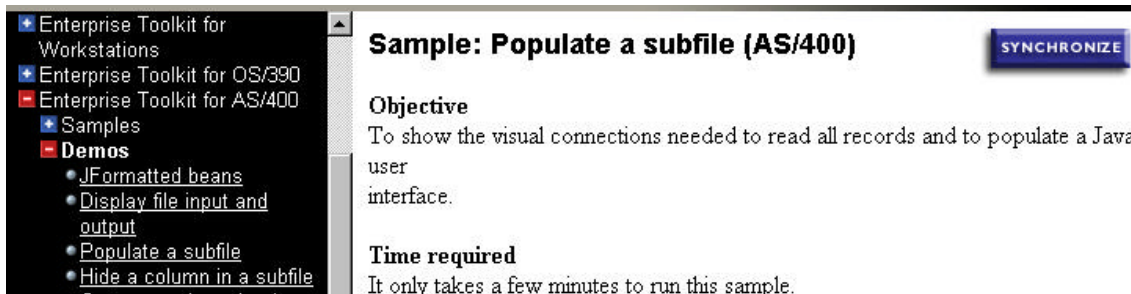 Enterprise Toolkit for
Workstations
Enterprise Toolkit for OS/390
Enterprise Toolkit for AS/400
Samples
Demos
JFormatted beans
Display file input and
output
Populate a subfile
Hide a column in a subfile
Sample: Populate a subfile (AS/400)
SYNCHRONIZE
Objective
To show the visual connections needed to read all records and to populate a Java
user
interface.
Time required
It only takes a few minutes to run this sample.